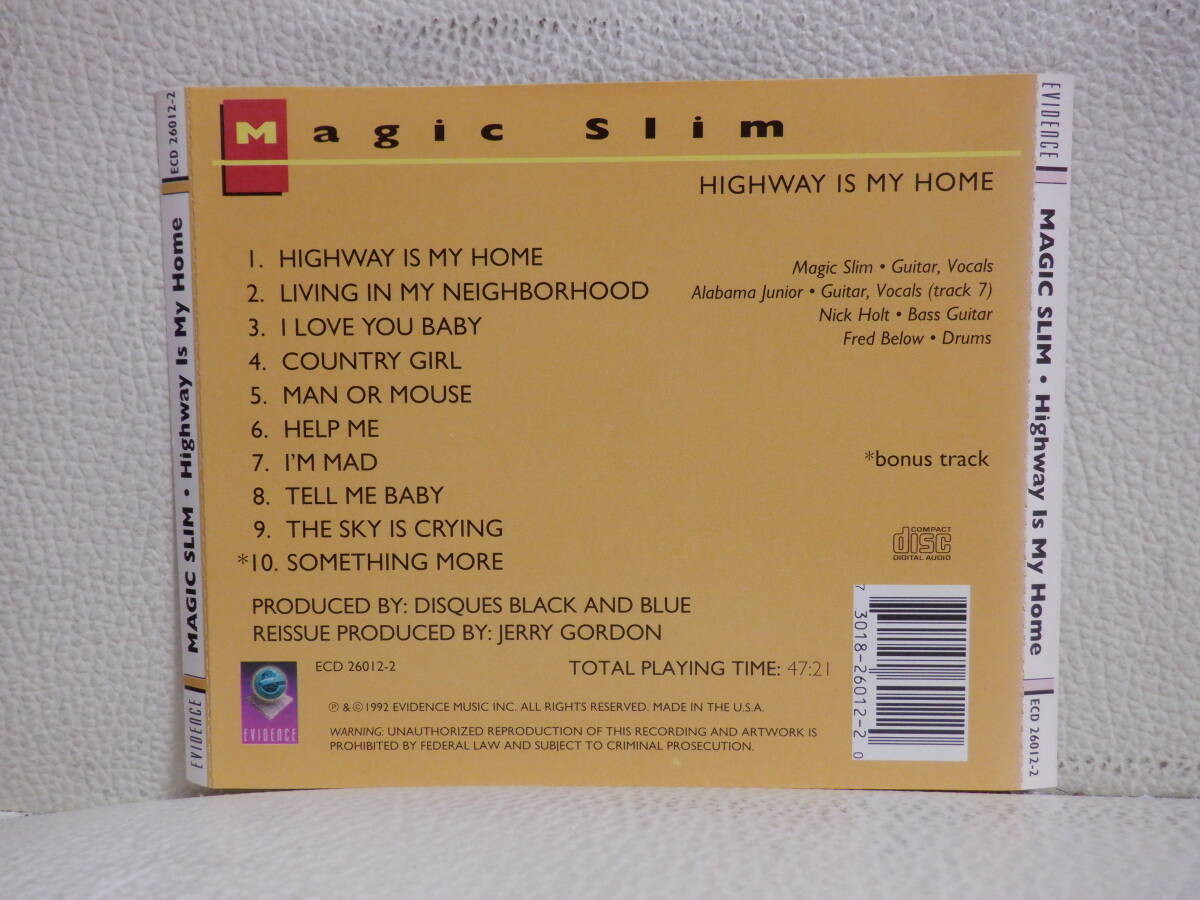 Magic Slim
HIGHWAY IS MY HOME
1. HIGHWAY IS MY HOME
2. LIVING IN MY NEIGHBORHOOD
3. I LOVE YOU BABY
4. COUNTRY GIRL
5. MAN OR MOUSE
6. HELP ME
7. I'M MAD
8. TELL ME BABY
9. THE SKY IS CRYING
*10. SOMETHING MORE
Magic Slim • Guitar, Vocals
Alabama Junior • Guitar, Vocals (track 7)
Nick Holt • Bass Guitar
Fred Below • Drums
*bonus track
COMPACT
disc
DIGITAL AUDIO
PRODUCED BY: DISQUES BLACK AND BLUE
REISSUE PRODUCED BY: JERRY GORDON
ECD 26012-2
TOTAL PLAYING TIME: 47:21
EVIDENCE
℗ & © 1992 EVIDENCE MUSIC INC. ALL RIGHTS RESERVED. MADE IN THE U.S.A.
WARNING: UNAUTHORIZED REPRODUCTION OF THIS RECORDING AND ARTWORK IS
PROHIBITED BY FEDERAL LAW AND SUBJECT TO CRIMINAL PROSECUTION.
7 3018-26012-2 0
EVIDENCE MAGIC SLIM • Highway Is My Home ECD 26012-2
EVIDENCE MAGIC SLIM • Highway Is My Home ECD 26012-2